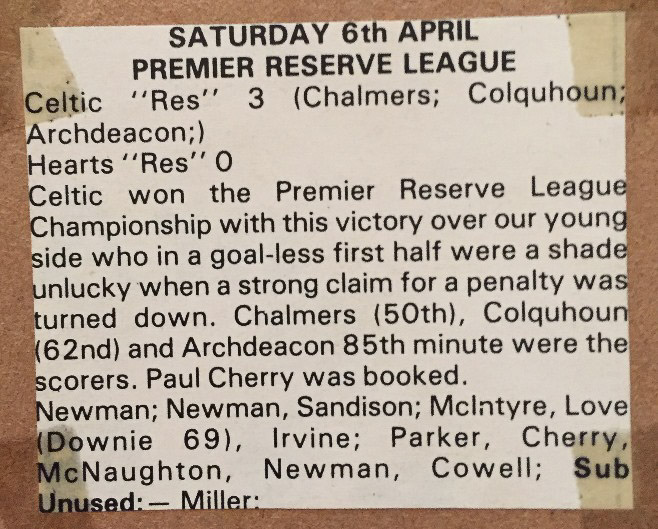 SATURDAY 6th APRIL
PREMIER RESERVE LEAGUE
Celtic ‘‘Res’’ 3 (Chalmers; Colquhoun;
Archdeacon;)
Hearts ‘‘Res’’ 0
Celtic won the Premier Reserve League
Championship with this victory over our young
side who in a goal-less first half were a shade
unlucky when a strong claim for a penalty was
turned down. Chalmers (50th), Colquhoun
(62nd) and Archdeacon 85th minute were the
scorers. Paul Cherry was booked.
Newman; Newman, Sandison; McIntyre, Love
(Downie 69), Irvine; Parker, Cherry,
McNaughton, Newman, Cowell; Sub
Unused:— Miller: